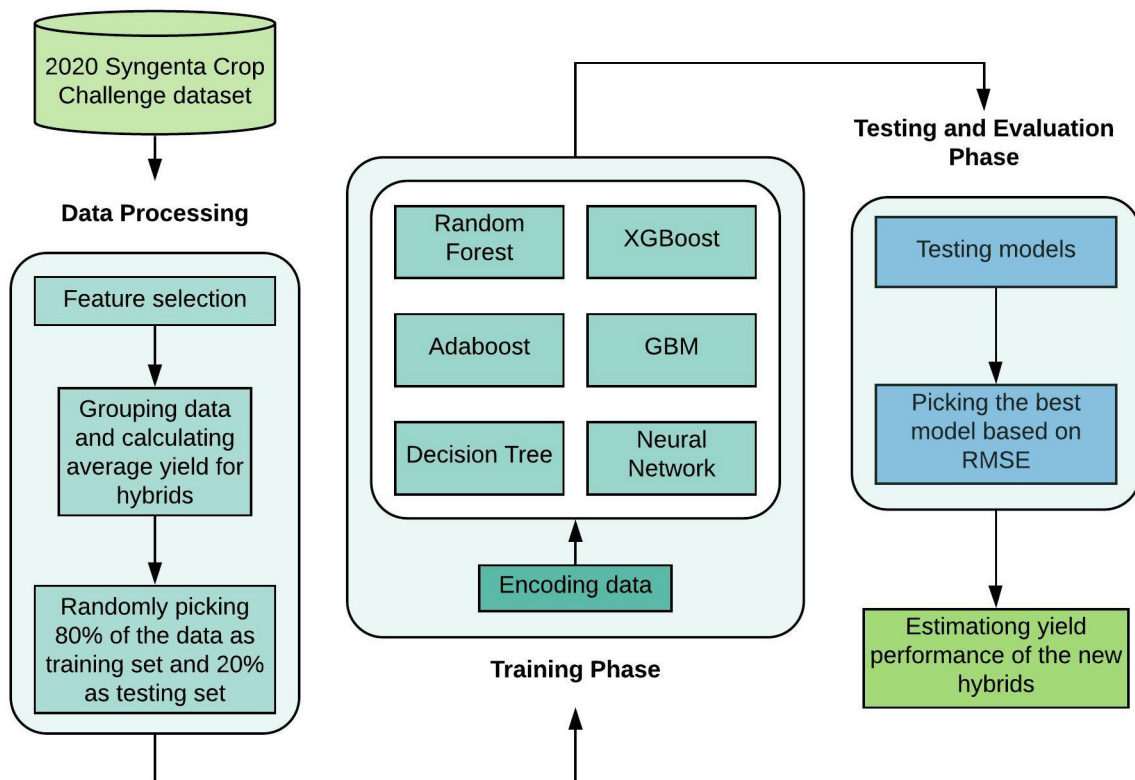 2020 Syngenta Crop
Challenge dataset
Data Processing
Feature selection
Grouping data
and calculating
average yield for
hybrids
Randomly picking
80% of the data as
training set and 20%
as testing set
Random
Forest
XGBoost
Adaboost
GBM
Decision Tree
Neural
Network
Encoding data
Training Phase
Testing and Evaluation
Phase
Testing models
Picking the best
model based on
RMSE
Estimationg yield
performance of the new
hybrids